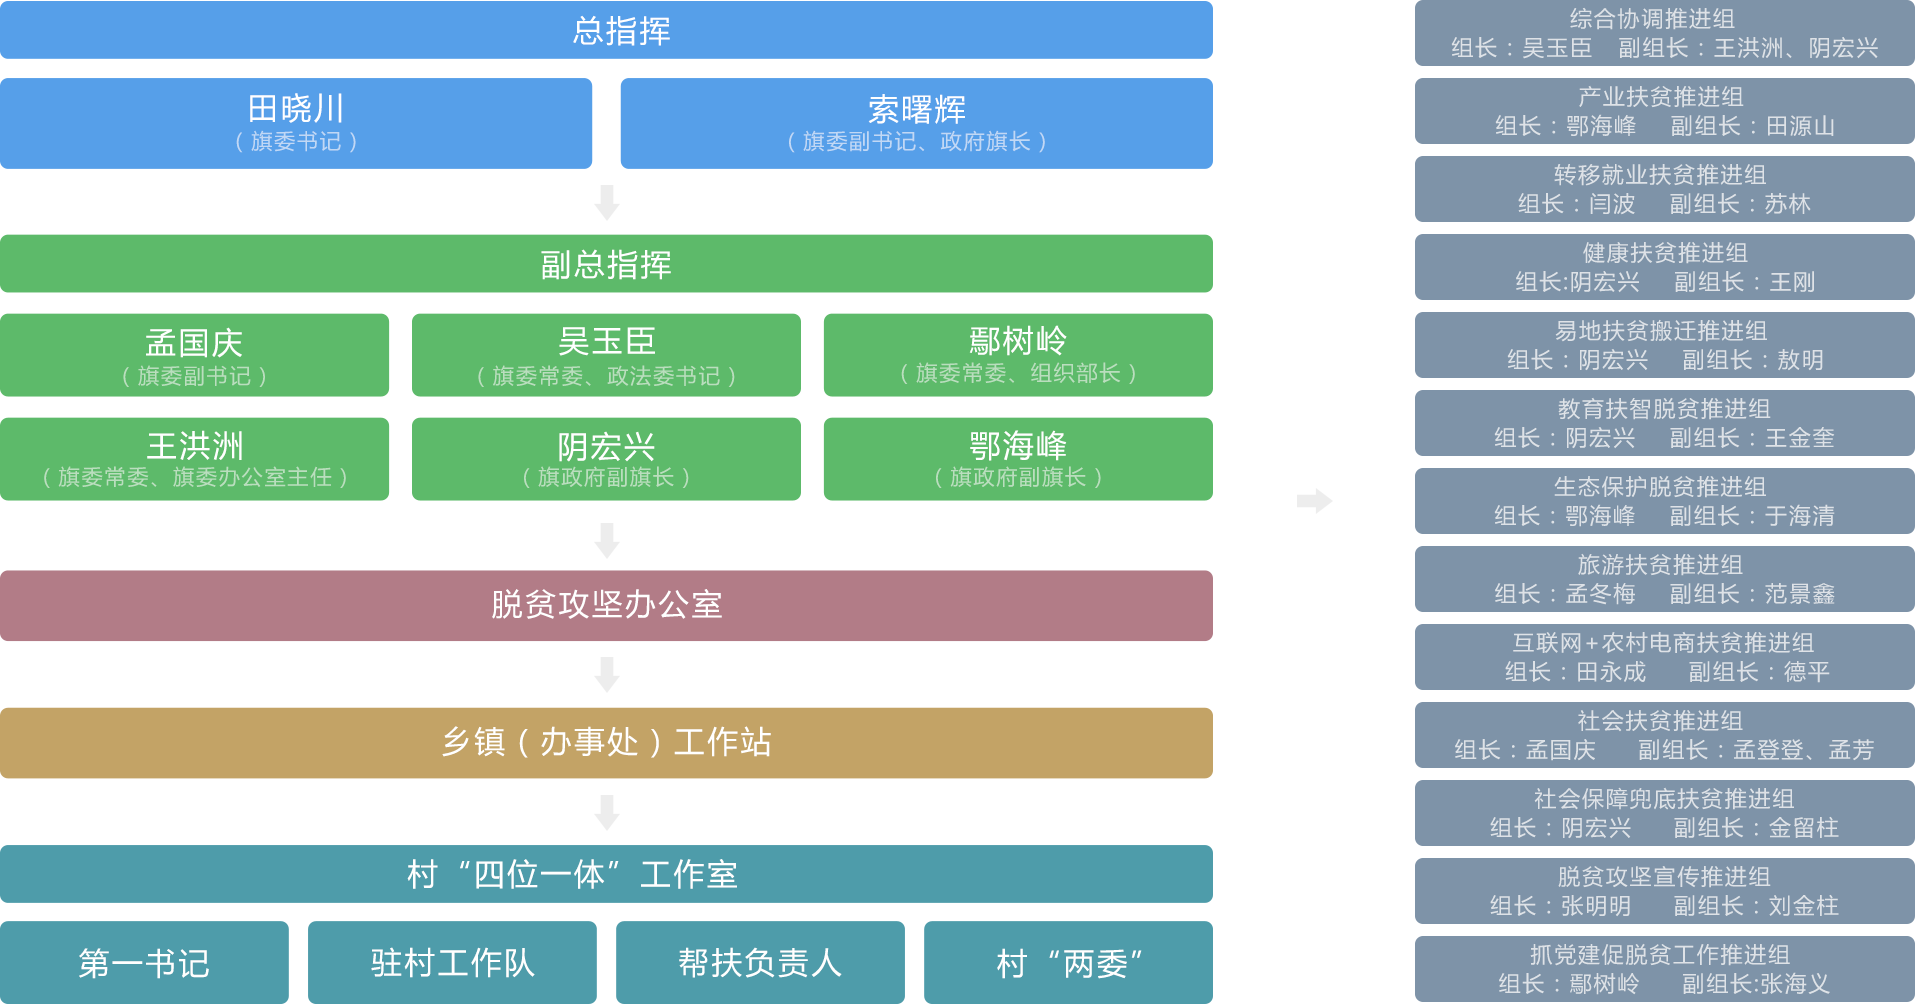 总指挥
田晓川
（旗委书记）
索曙辉
（旗委副书记、政府旗长）
副总指挥
孟国庆
（旗委副书记）
吴玉臣
（旗委常委、政法委书记）
鄢树岭
（旗委常委、组织部长）
王洪洲
（旗委常委、旗委办公室主任）
阴宏兴
（旗政府副旗长）
鄂海峰
（旗政府副旗长）
脱贫攻坚办公室
乡镇（办事处）工作站
村“四位一体”工作室
第一书记
驻村工作队
帮扶负责人
村“两委”
综合协调推进组
组长：吴玉臣 副组长：王洪洲、阴宏兴
产业扶贫推进组
组长：鄂海峰 副组长：田源山
转移就业扶贫推进组
组长：闫波 副组长：苏林
健康扶贫推进组
组长:阴宏兴 副组长：王刚
易地扶贫搬迁推进组
组长：阴宏兴 副组长：敖明
教育扶智脱贫推进组
组长：阴宏兴 副组长：王金奎
生态保护脱贫推进组
组长：鄂海峰 副组长：于海清
旅游扶贫推进组
组长：孟冬梅 副组长：范景鑫
互联网+农村电商扶贫推进组
组长：田永成 副组长：德平
社会扶贫推进组
组长：孟国庆 副组长：孟登登、孟芳
社会保障兜底扶贫推进组
组长：阴宏兴 副组长：金留柱
脱贫攻坚宣传推进组
组长：张明明 副组长：刘金柱
抓党建促脱贫工作推进组
组长：鄢树岭 副组长:张海义